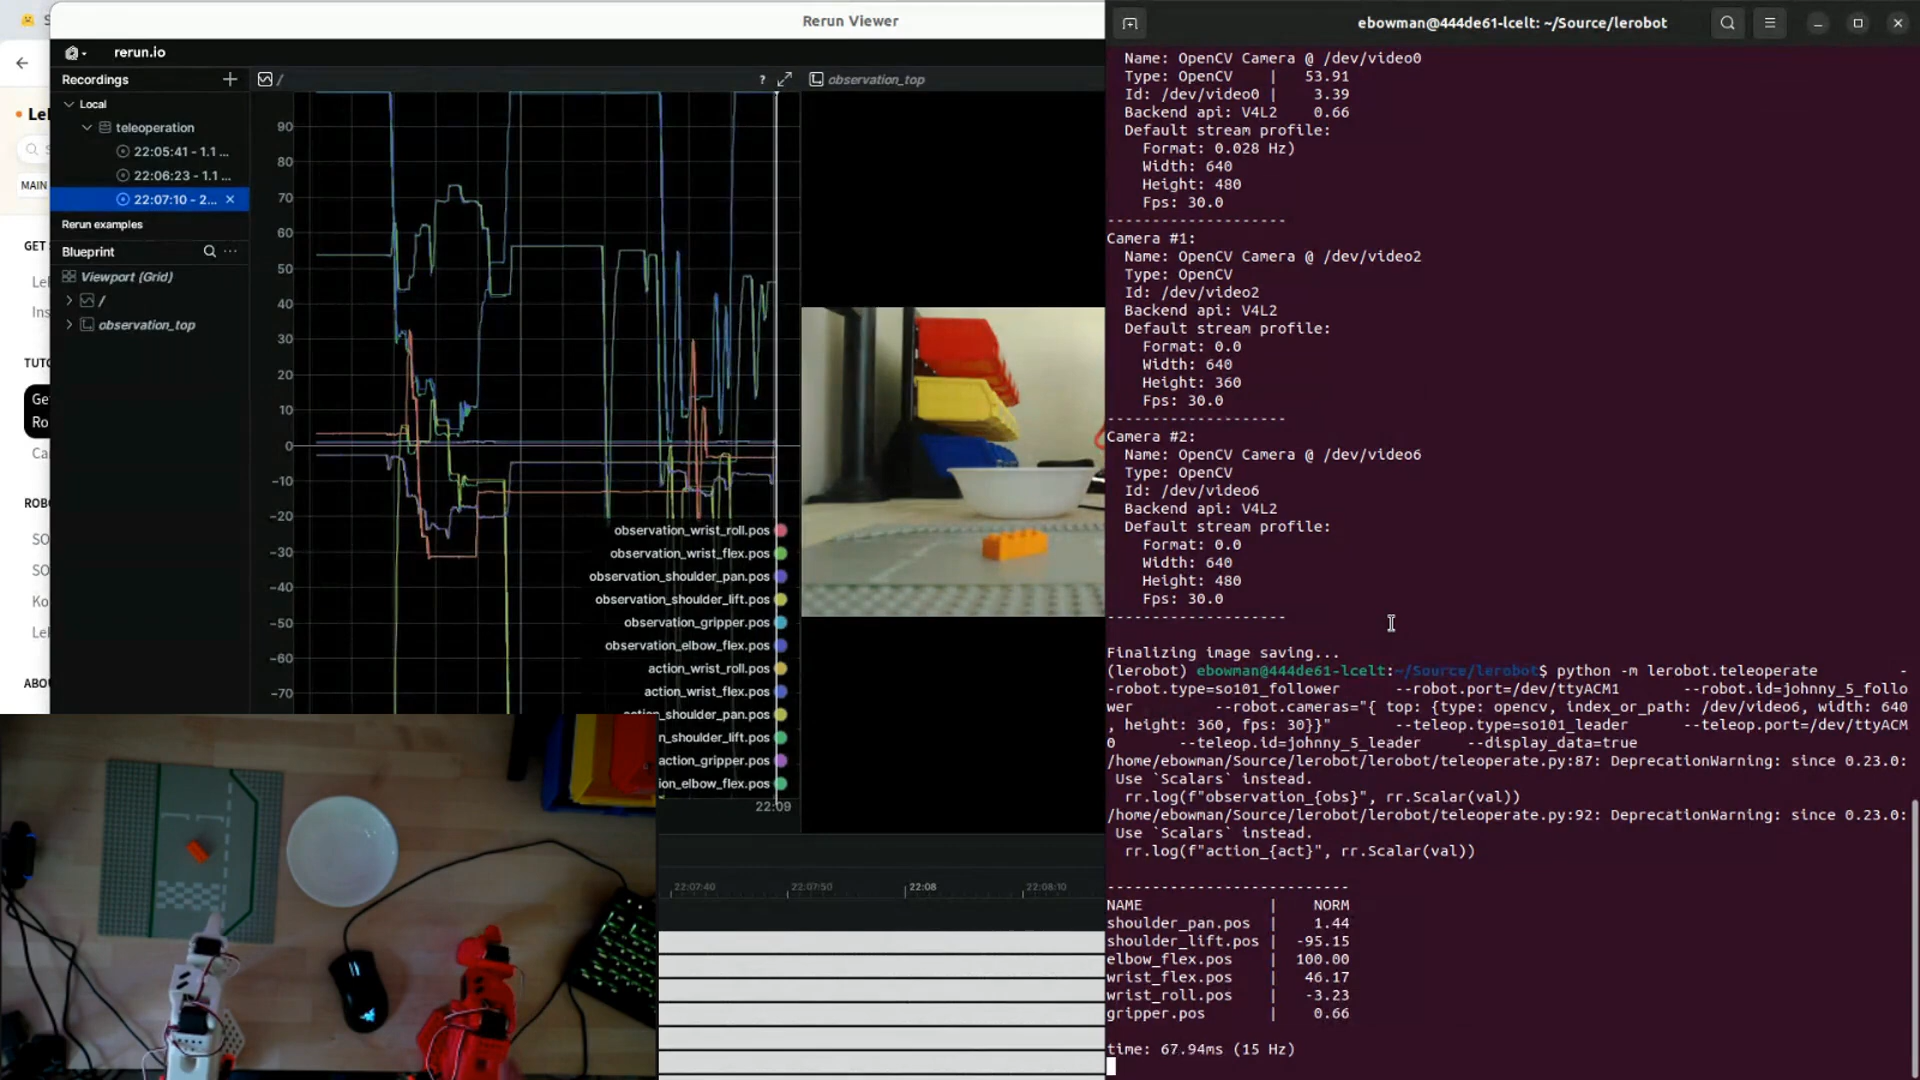 Rerun Viewer
rerun.io
Recordings
Local
teleoperation
22:05:41 - 1.1 ...
22:06:23 - 1.1 ...
22:07:10 - 2...
Rerun examples
Blueprint
Viewport (Grid)
/
observation_top
MAIN
GET
TUTO
ROBO
SO
SO
Ko
Lel
ABO
/
?
90
80
70
60
50
40
30
20
10
0
-10
-20
-30
-40
-50
-60
-70
observation_wrist_roll.pos
observation_wrist_flex.pos
observation_shoulder_pan.pos
observation_shoulder_lift.pos
observation_gripper.pos
observation_elbow_flex.pos
action_wrist_roll.pos
action_wrist_flex.pos
action_shoulder_pan.pos
n_shoulder_lift.pos
action_gripper.pos
ion_elbow_flex.pos
22:09
observation_top
22:07:40
22:07:50
22:08
22:08:10
ebowman@444de61-lcelt: ~/Source/lerobot
Name: OpenCV Camera @ /dev/video0
Type: OpenCV    |   53.91
Id: /dev/video0 |    3.39
Backend api: V4L2    0.66
Default stream profile:
Format: 0.028 Hz)
Width: 640
Height: 480
Fps: 30.0
--------------------
Camera #1:
Name: OpenCV Camera @ /dev/video2
Type: OpenCV
Id: /dev/video2
Backend api: V4L2
Default stream profile:
Format: 0.0
Width: 640
Height: 360
Fps: 30.0
--------------------
Camera #2:
Name: OpenCV Camera @ /dev/video6
Type: OpenCV
Id: /dev/video6
Backend api: V4L2
Default stream profile:
Format: 0.0
Width: 640
Height: 480
Fps: 30.0
--------------------
Finalizing image saving...
(lerobot) ebowman@444de61-lcelt:~/Source/lerobot$ python -m lerobot.teleoperate      -
-robot.type=so101_follower      --robot.port=/dev/ttyACM1       --robot.id=johnny_5_follo
wer      --robot.cameras="{ top: {type: opencv, index_or_path: /dev/video6, width: 640
, height: 360, fps: 30}}"       --teleop.type=so101_leader      --teleop.port=/dev/ttyACM
0       --teleop.id=johnny_5_leader      --display_data=true
/home/ebowman/Source/lerobot/lerobot/teleoperate.py:87: DeprecationWarning: since 0.23.0:
Use `Scalars` instead.
rr.log(f"observation_{obs}", rr.Scalar(val))
/home/ebowman/Source/lerobot/lerobot/teleoperate.py:92: DeprecationWarning: since 0.23.0:
Use `Scalars` instead.
rr.log(f"action_{act}", rr.Scalar(val))
---------------------------
NAME               |    NORM
shoulder_pan.pos   |    1.44
shoulder_lift.pos  |  -95.15
elbow_flex.pos     |  100.00
wrist_flex.pos     |   46.17
wrist_roll.pos     |   -3.23
gripper.pos        |    0.66
time: 67.94ms (15 Hz)